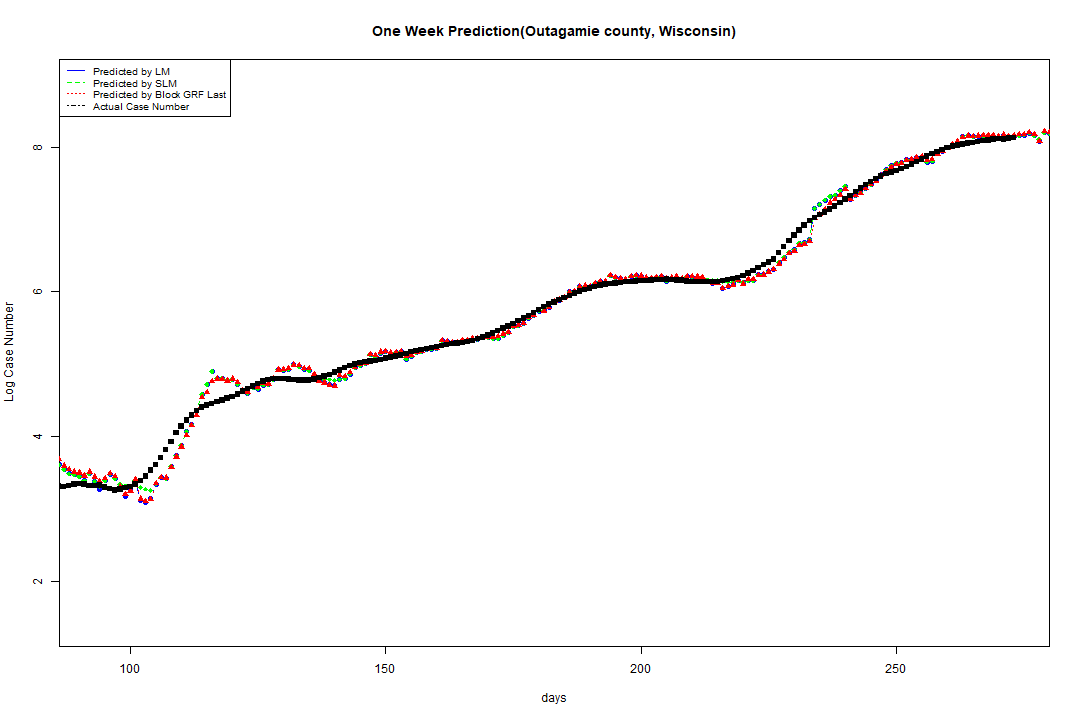 One Week Prediction(Outagamie county, Wisconsin)
Predicted by LM
Predicted by SLM
Predicted by Block GRF Last
Actual Case Number
8
6
4
2
Log Case Number
100 150 200 250
days